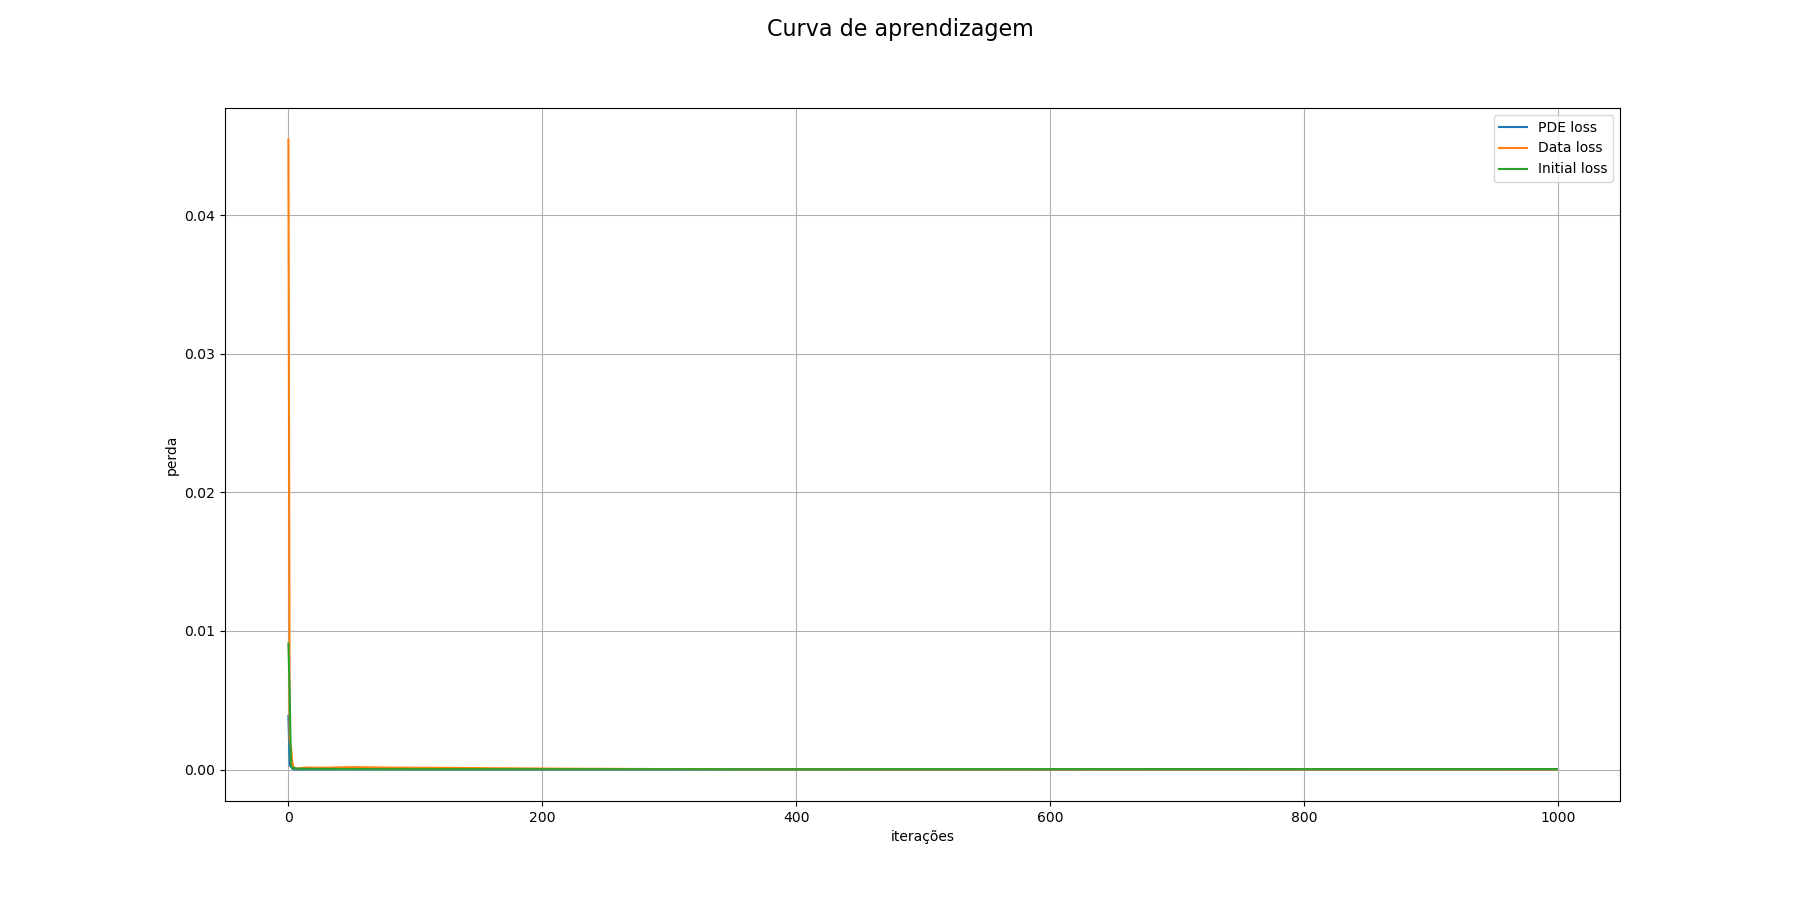 Curva de aprendizagem
PDE loss
Data loss
Initial loss
0.04
0.03
0.02
0.01
0.00
perda
0 200 400 600 800 1000
iterações